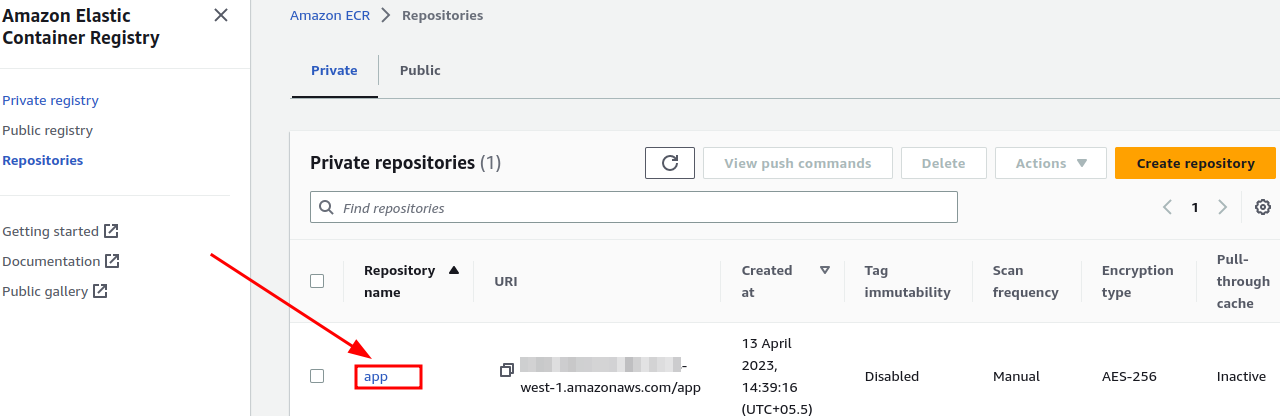 Amazon Elastic
Container Registry
Private registry
Public registry
Repositories
Getting started
Documentation
Public gallery
Amazon ECR > Repositories
Private
Public
Private repositories (1)
View push commands
Delete
Actions
Create repository
Find repositories
1
Repository
name
URI
Created
at
Tag
immutability
Scan
frequency
Encryption
type
Pull-
through
cache
app
-
west-1.amazonaws.com/app
13 April
2023,
14:39:16
(UTC+05.5)
Disabled
Manual
AES-256
Inactive